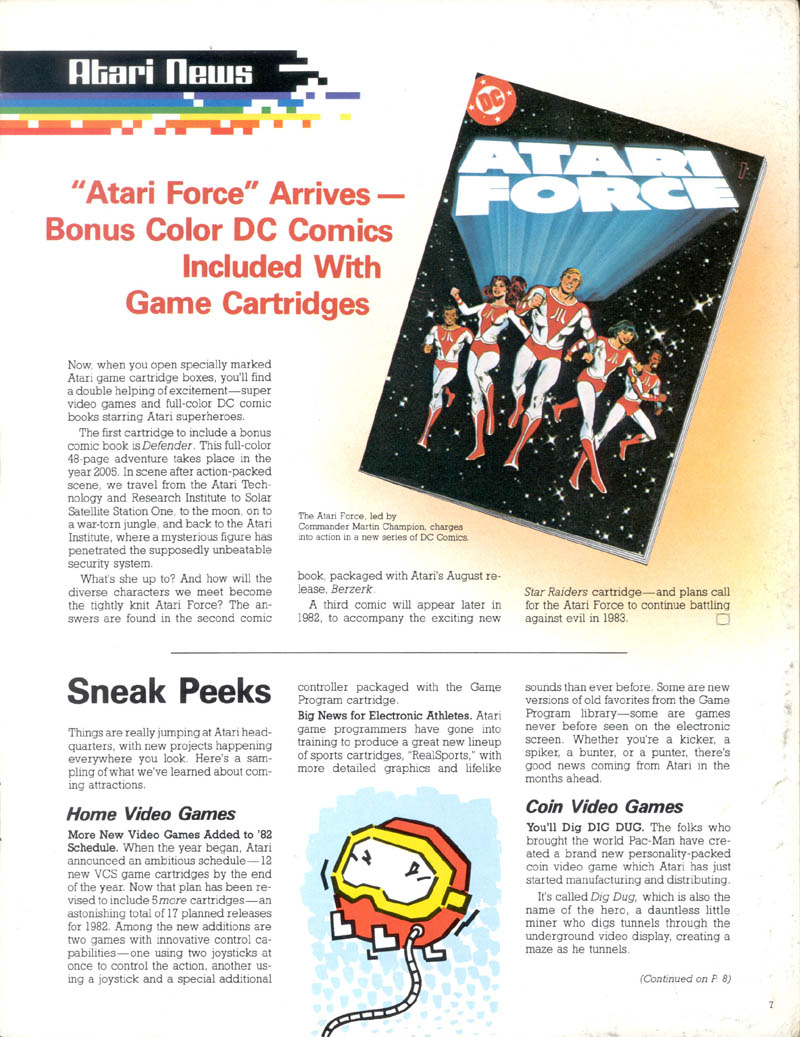 Atari News
DC
ATARI
FORCE
"Atari Force" Arrives—
Bonus Color DC Comics
Included With
Game Cartridges
Now, when you open specially marked
Atari game cartridge boxes, you'll find
a double helping of excitement—super
video games and full-color DC comic
books starring Atari superheroes.
The first cartridge to include a bonus
comic book is Defender. This full-color
48-page adventure takes place in the
year 2005. In scene after action-packed
scene, we travel from the Atari Tech-
nology and Research Institute to Solar
Satellite Station One, to the moon, on to
a war-torn jungle, and back to the Atari
Institute, where a mysterious figure has
penetrated the supposedly unbeatable
security system.
What's she up to? And how will the
diverse characters we meet become
the tightly knit Atari Force? The an-
swers are found in the second comic
The Atari Force, led by
Commander Martin Champion, charges
into action in a new series of DC Comics.
book, packaged with Atari's August re-
lease, Berzerk.
A third comic will appear later in
1982, to accompany the exciting new
Star Raiders cartridge—and plans call
for the Atari Force to continue battling
against evil in 1983.
Sneak Peeks
Things are really jumping at Atari head-
quarters, with new projects happening
everywhere you look. Here's a sam-
pling of what we've learned about com-
ing attractions.
Home Video Games
More New Video Games Added to '82
Schedule. When the year began, Atari
announced an ambitious schedule—12
new VCS game cartridges by the end
of the year. Now that plan has been re-
vised to include 5 more cartridges—an
astonishing total of 17 planned releases
for 1982. Among the new additions are
two games with innovative control ca-
pabilities—one using two joysticks at
once to control the action, another us-
ing a joystick and a special additional
controller packaged with the Game
Program cartridge.
Big News for Electronic Athletes. Atari
game programmers have gone into
training to produce a great new lineup
of sports cartridges, "RealSports," with
more detailed graphics and lifelike
sounds than ever before. Some are new
versions of old favorites from the Game
Program library—some are games
never before seen on the electronic
screen. Whether you're a kicker, a
spiker, a bunter, or a punter, there's
good news coming from Atari in the
months ahead.
Coin Video Games
You'll Dig DIG DUG. The folks who
brought the world Pac-Man have cre-
ated a brand new personality-packed
coin video game which Atari has just
started manufacturing and distributing.
It's called Dig Dug, which is also the
name of the hero, a dauntless little
miner who digs tunnels through the
underground video display, creating a
maze as he tunnels.
(Continued on P. 8)
7